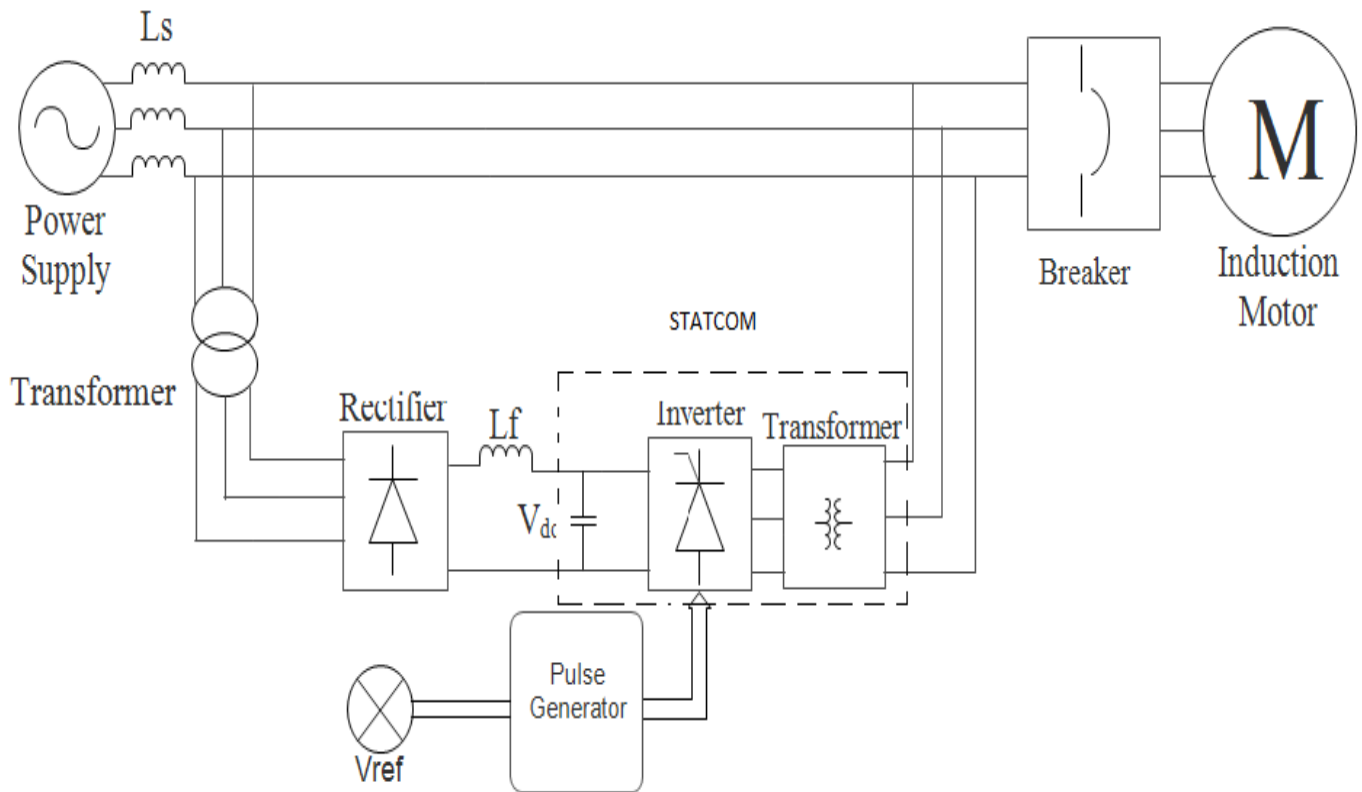 Ls
Power
Supply
M
Breaker
Induction
Motor
STATCOM
Transformer
Rectifier
Lf
Inverter
Transformer
Vdc
Pulse
Generator
Vref